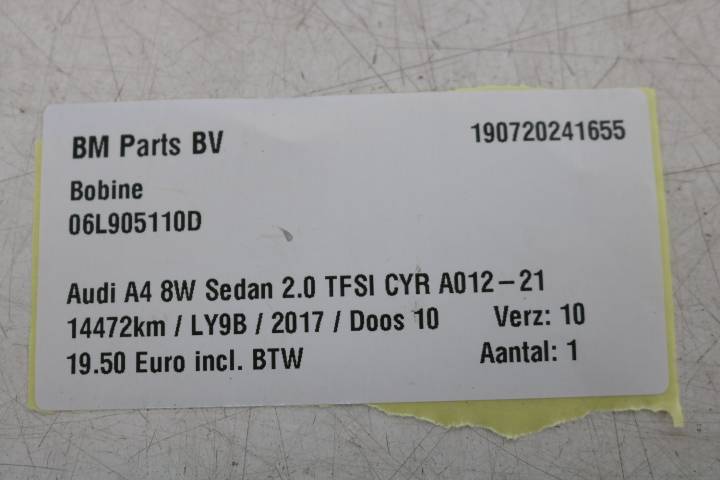 BM Parts BV 190720241655
Bobine
06L905110D
Audi A4 8W Sedan 2.0 TFSI CYR A012-21
14472km / LY9B / 2017 / Doos 10 Verz: 10
19.50 Euro incl. BTW Aantal: 1